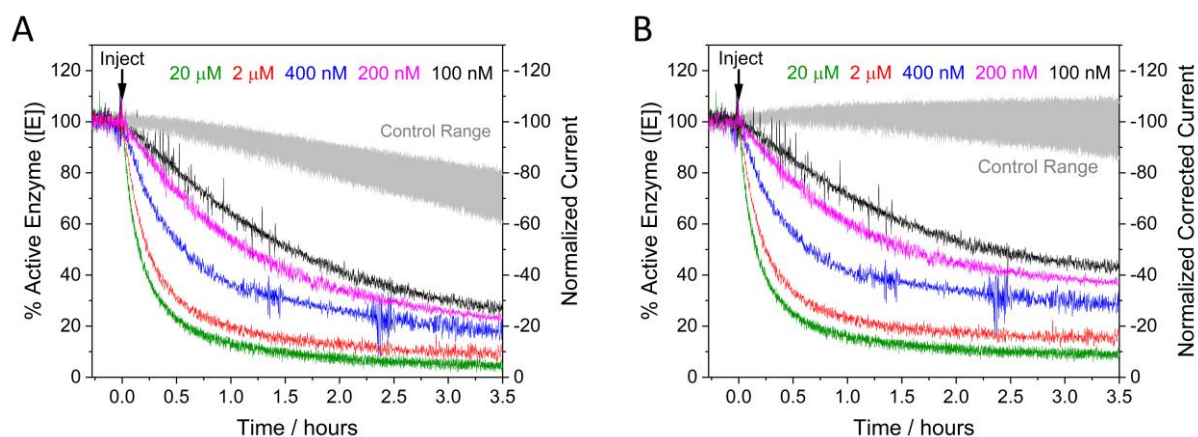 A
Inject
20 μM 2 μM 400 nM 200 nM 100 nM
Control Range
% Active Enzyme ([E])
120
100
80
60
40
20
0
Normalized Current
-120
-100
-80
-60
-40
-20
0
0.0 0.5 1.0 1.5 2.0 2.5 3.0 3.5
Time / hours
B
Inject
20 μM 2 μM 400 nM 200 nM 100 nM
Control Range
% Active Enzyme ([E])
120
100
80
60
40
20
0
Normalized Corrected Current
-120
-100
-80
-60
-40
-20
0
0.0 0.5 1.0 1.5 2.0 2.5 3.0 3.5
Time / hours